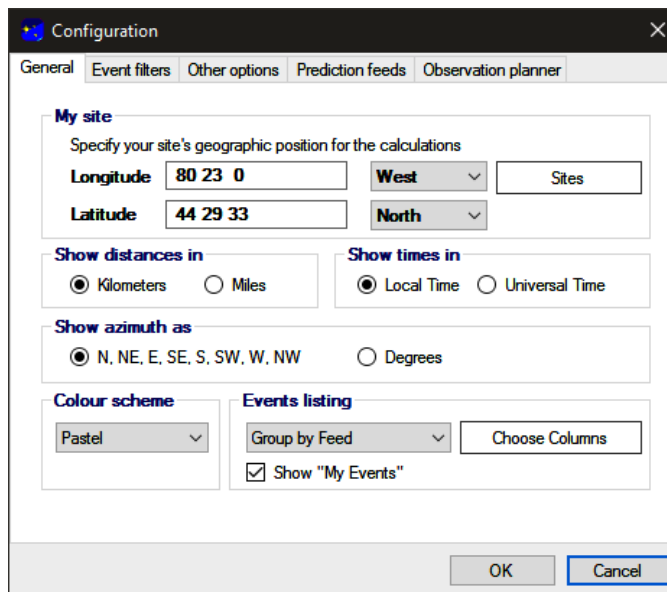 Configuration
General Event filters Other options Prediction feeds Observation planner
My site
Specify your site's geographic position for the calculations
Longitude 80 23 0 West Sites
Latitude 44 29 33 North
Show distances in Show times in
Kilometers Miles Local Time Universal Time
Show azimuth as
N, NE, E, SE, S, SW, W, NW Degrees
Colour scheme Events listing
Pastel Group by Feed Choose Columns
Show "My Events"
OK Cancel